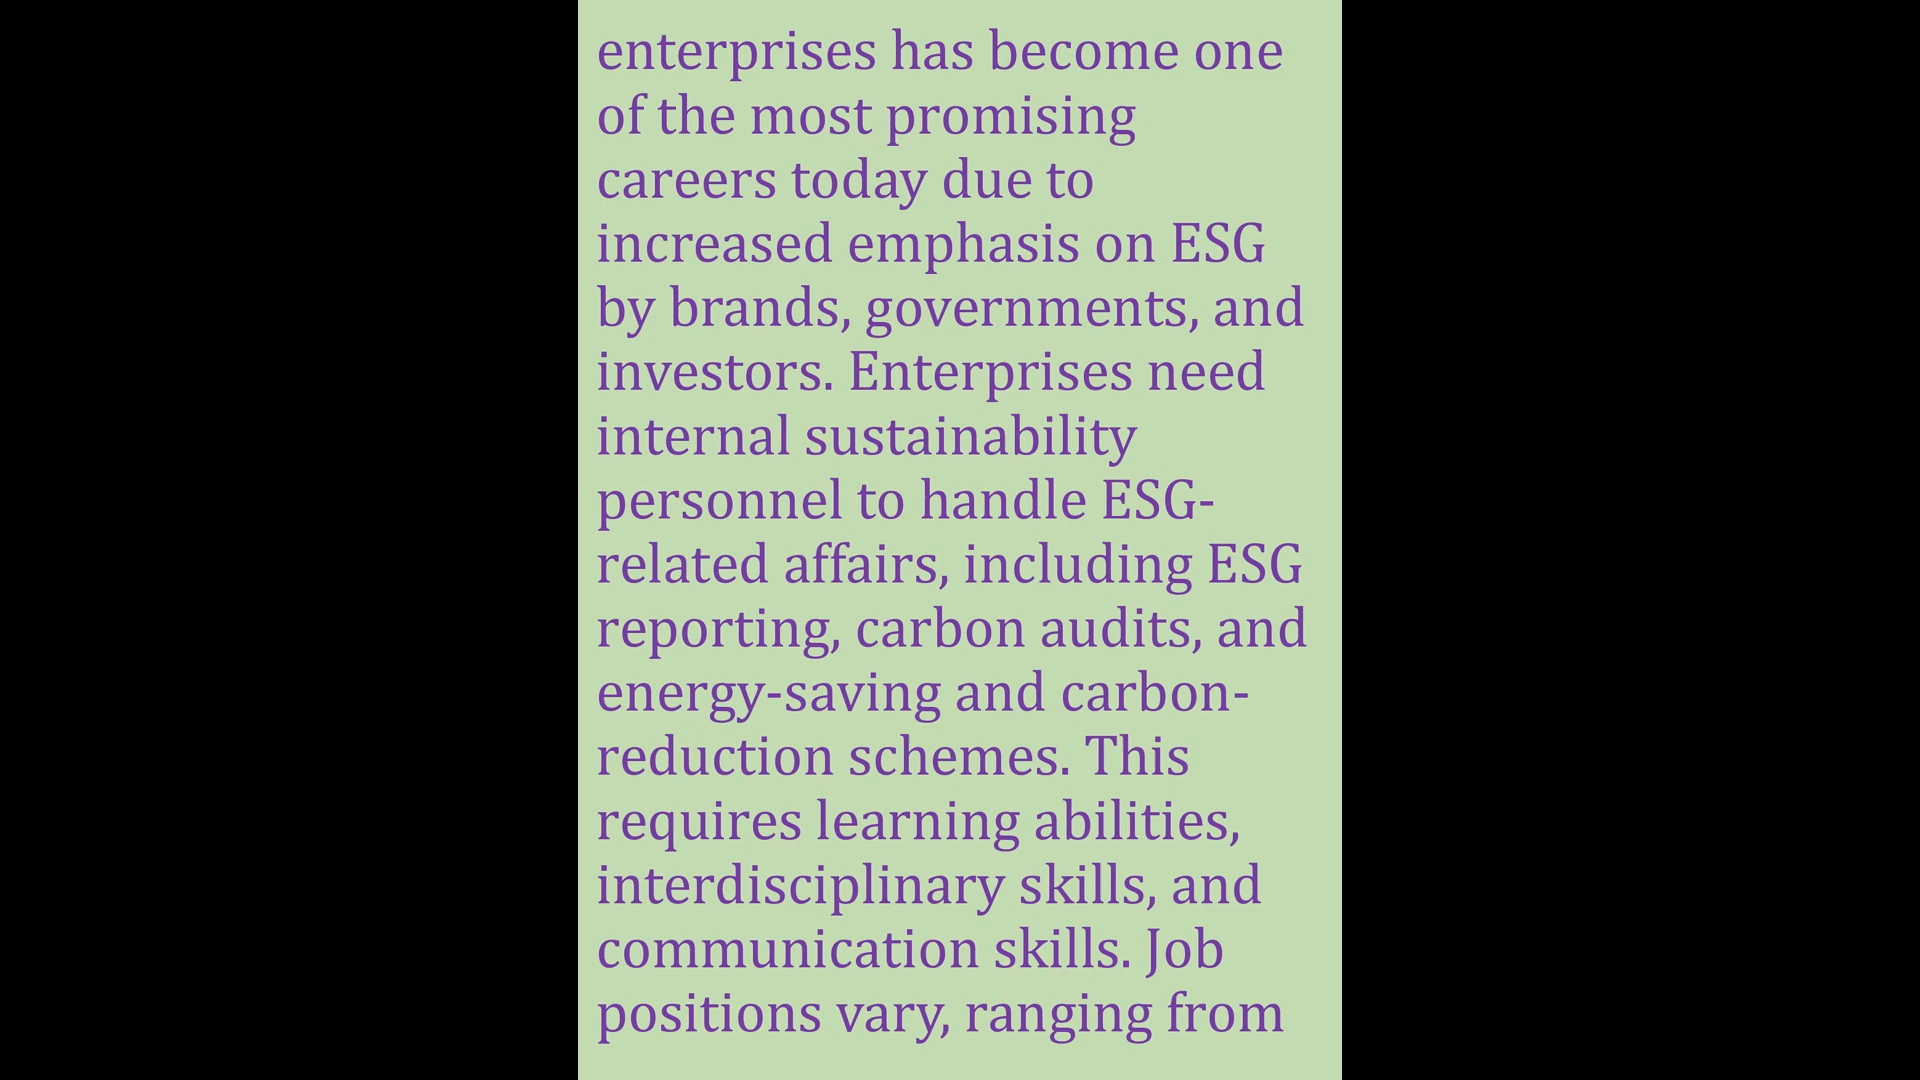 enterprises has become one
of the most promising
careers today due to
increased emphasis on ESG
by brands, governments, and
investors. Enterprises need
internal sustainability
personnel to handle ESG-
related affairs, including ESG
reporting, carbon audits, and
energy-saving and carbon-
reduction schemes. This
requires learning abilities,
interdisciplinary skills, and
communication skills. Job
positions vary, ranging from